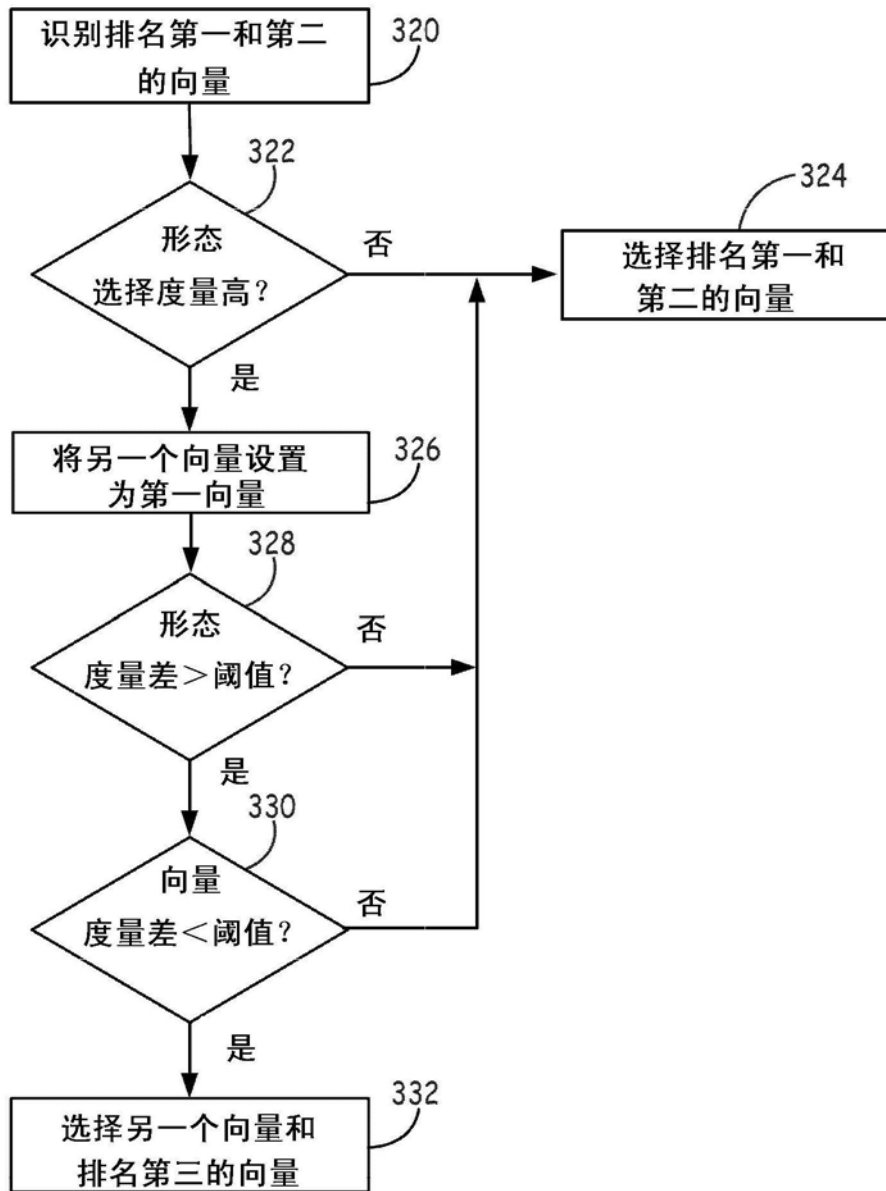 识别排名第一和第二
的向量
320
322
形态
选择度量高？
否
324
选择排名第一和
第二的向量
是
将另一个向量设置
为第一向量
326
328
形态
度量差＞阈值？
否
是
330
向量
度量差＜阈值？
否
是
332
选择另一个向量和
排名第三的向量